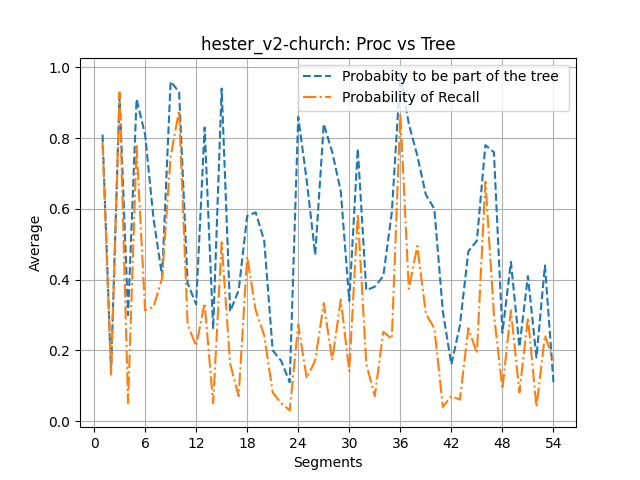 hester_v2-church: Proc vs Tree
Probabity to be part of the tree
Probability of Recall
1.0
0.8
0.6
0.4
0.2
0.0
Average
0 6 12 18 24 30 36 42 48 54
Segments